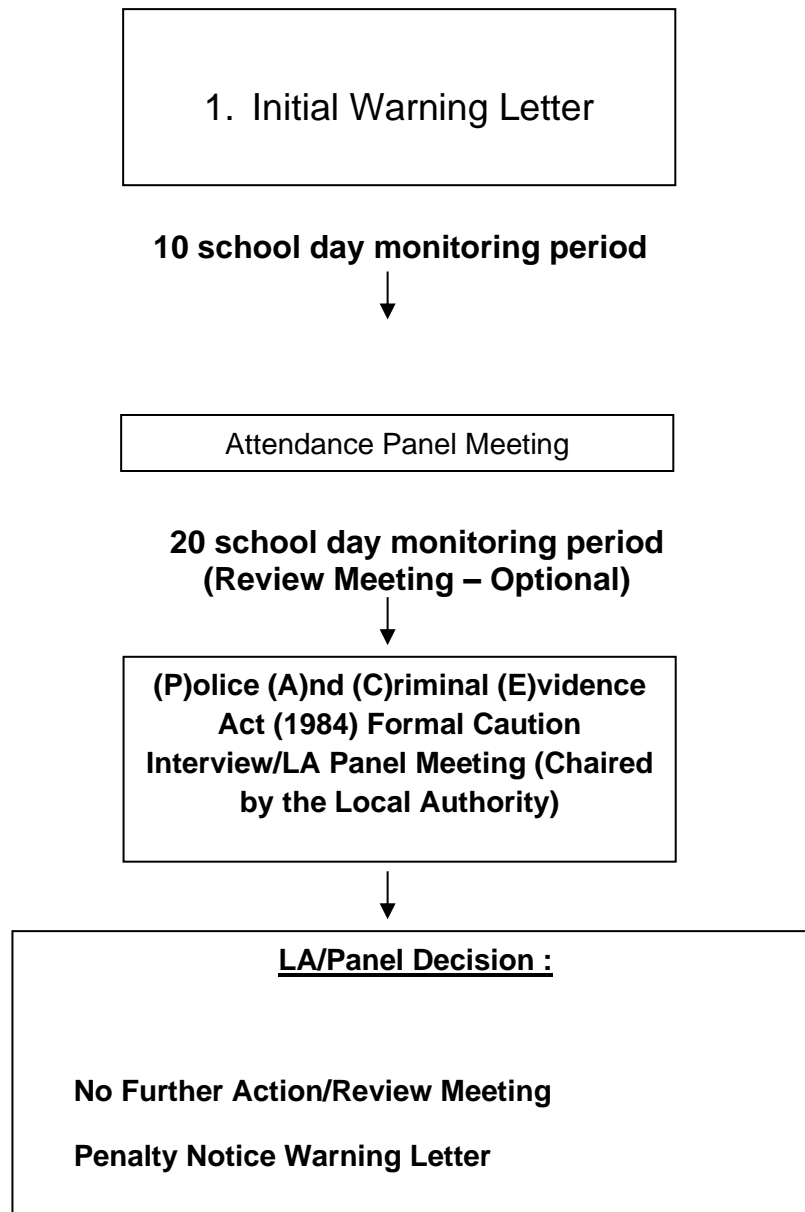 1. Initial Warning Letter
10 school day monitoring period
Attendance Panel Meeting
20 school day monitoring period
(Review Meeting – Optional)
(P)olice (A)nd (C)riminal (E)vidence
Act (1984) Formal Caution
Interview/LA Panel Meeting (Chaired
by the Local Authority)
LA/Panel Decision :
No Further Action/Review Meeting
Penalty Notice Warning Letter